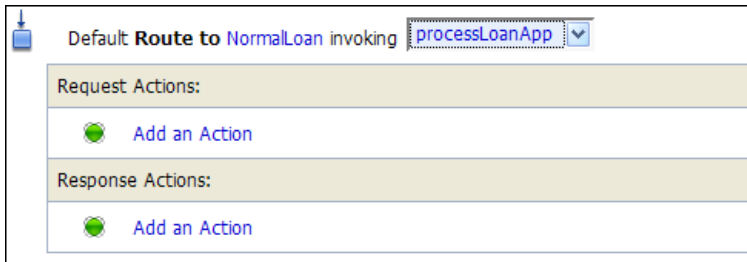 Default Route to NormalLoan invoking processLoanApp
Request Actions:
Add an Action
Response Actions:
Add an Action